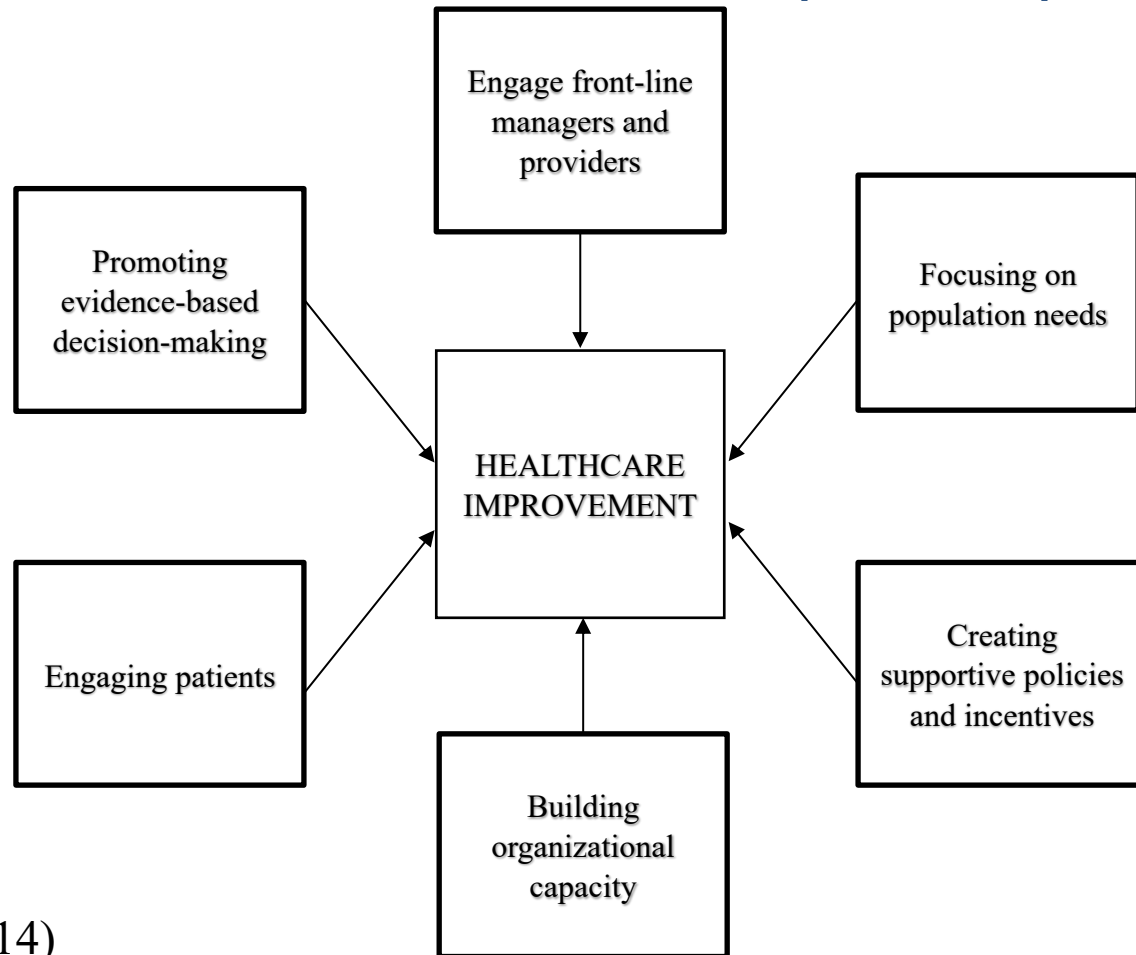 Engage front-line
managers and
providers
Promoting
evidence-based
decision-making
Focusing on
population needs
HEALTHCARE
IMPROVEMENT
Engaging patients
Creating
supportive policies
and incentives
Building
organizational
capacity
14)